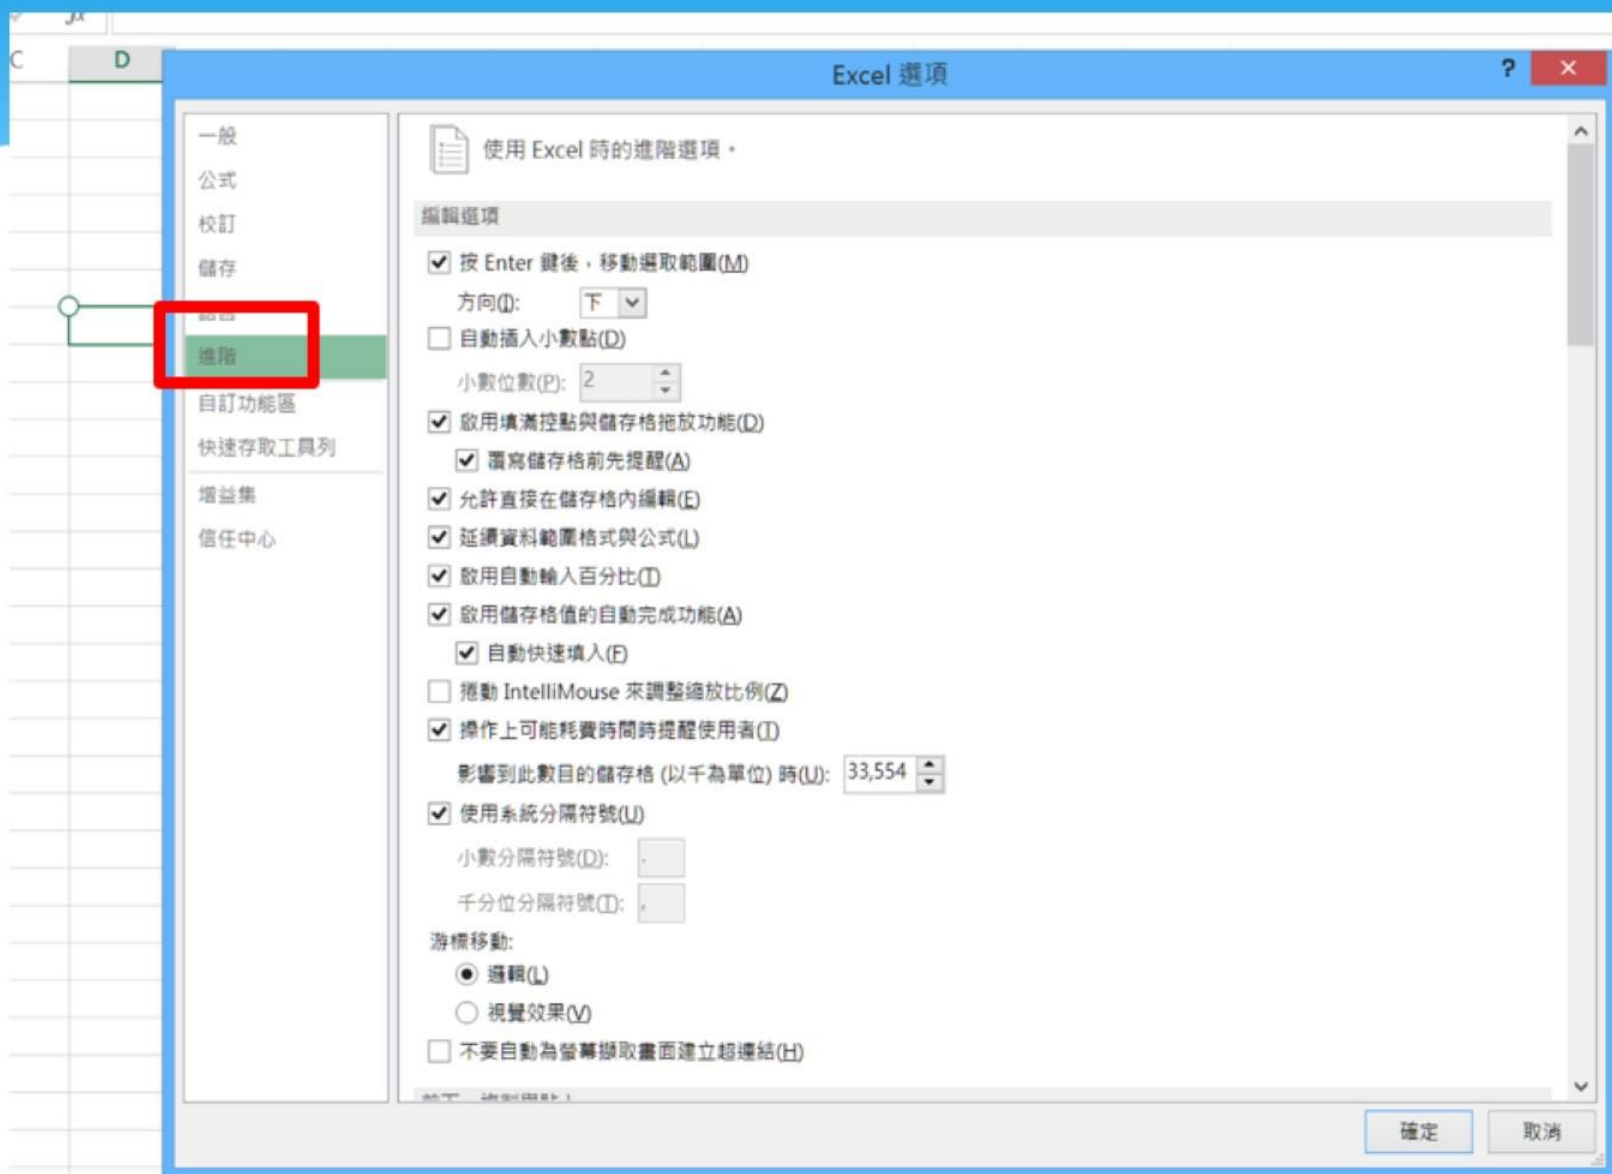 fx
C D
Excel 選項
?
一般
公式
校訂
儲存
進階
自訂功能區
快速存取工具列
增益集
信任中心
使用 Excel 時的進階選項。
編輯選項
按 Enter 鍵後，移動選取範圍(M)
方向(I): 下
自動插入小數點(D)
小數位數(P): 2
啟用填滿控點與儲存格拖放功能(D)
覆寫儲存格前先提醒(A)
允許直接在儲存格內編輯(E)
延續資料範圍格式與公式(L)
啟用自動輸入百分比(T)
啟用儲存格值的自動完成功能(A)
自動快速填入(F)
捲動 IntelliMouse 來調整縮放比例(Z)
操作上可能耗費時間時提醒使用者(T)
影響到此數目的儲存格 (以千為單位) 時(U): 33,554
使用系統分隔符號(U)
小數分隔符號(D): .
千分位分隔符號(T): ,
游標移動:
邏輯(L)
視覺效果(V)
不要自動為螢幕擷取畫面建立超連結(H)
確定 取消